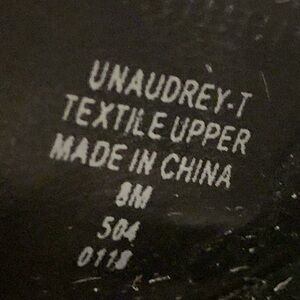 UNAUDREY-T
TEXTILE UPPER
MADE IN CHINA
8M
504
0118